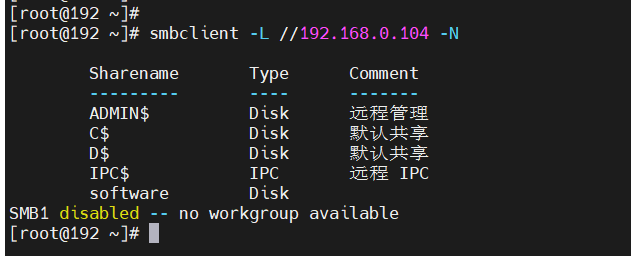 [root@192 ~]#
[root@192 ~]# smbclient -L //192.168.0.104 -N
Sharename Type Comment
--------- ---- -------
ADMIN$ Disk 远程管理
C$ Disk 默认共享
D$ Disk 默认共享
IPC$ IPC 远程 IPC
software Disk
SMB1 disabled -- no workgroup available
[root@192 ~]#